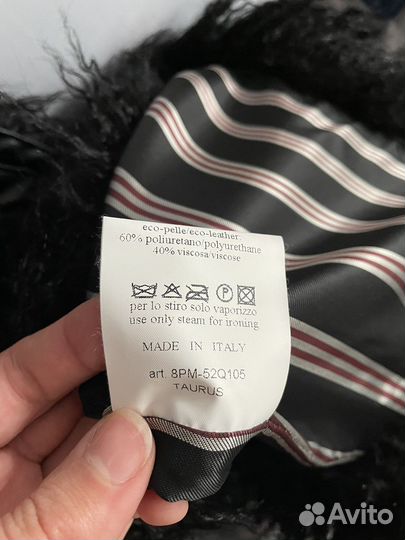 eco-pelle/eco-leather
60% poliuretano/polyurethane
40% viscosa/viscose
P
per lo stiro solo vaporizzo
use only steam for ironing
MADE IN ITALY
art. 8PM-52Q105
TAURUS
Avito